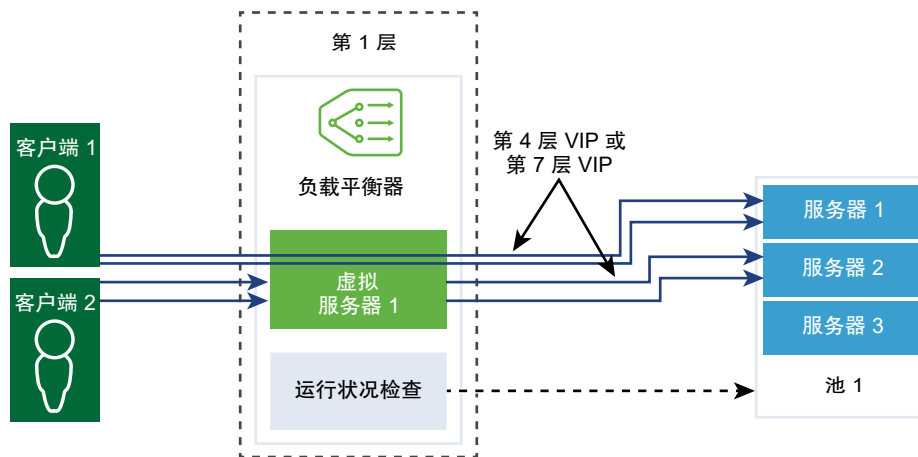 第 1 层
客户端 1
负载平衡器
第 4 层 VIP 或
第 7 层 VIP
服务器 1
虚拟
服务器 1
服务器 2
客户端 2
服务器 3
运行状况检查
池 1